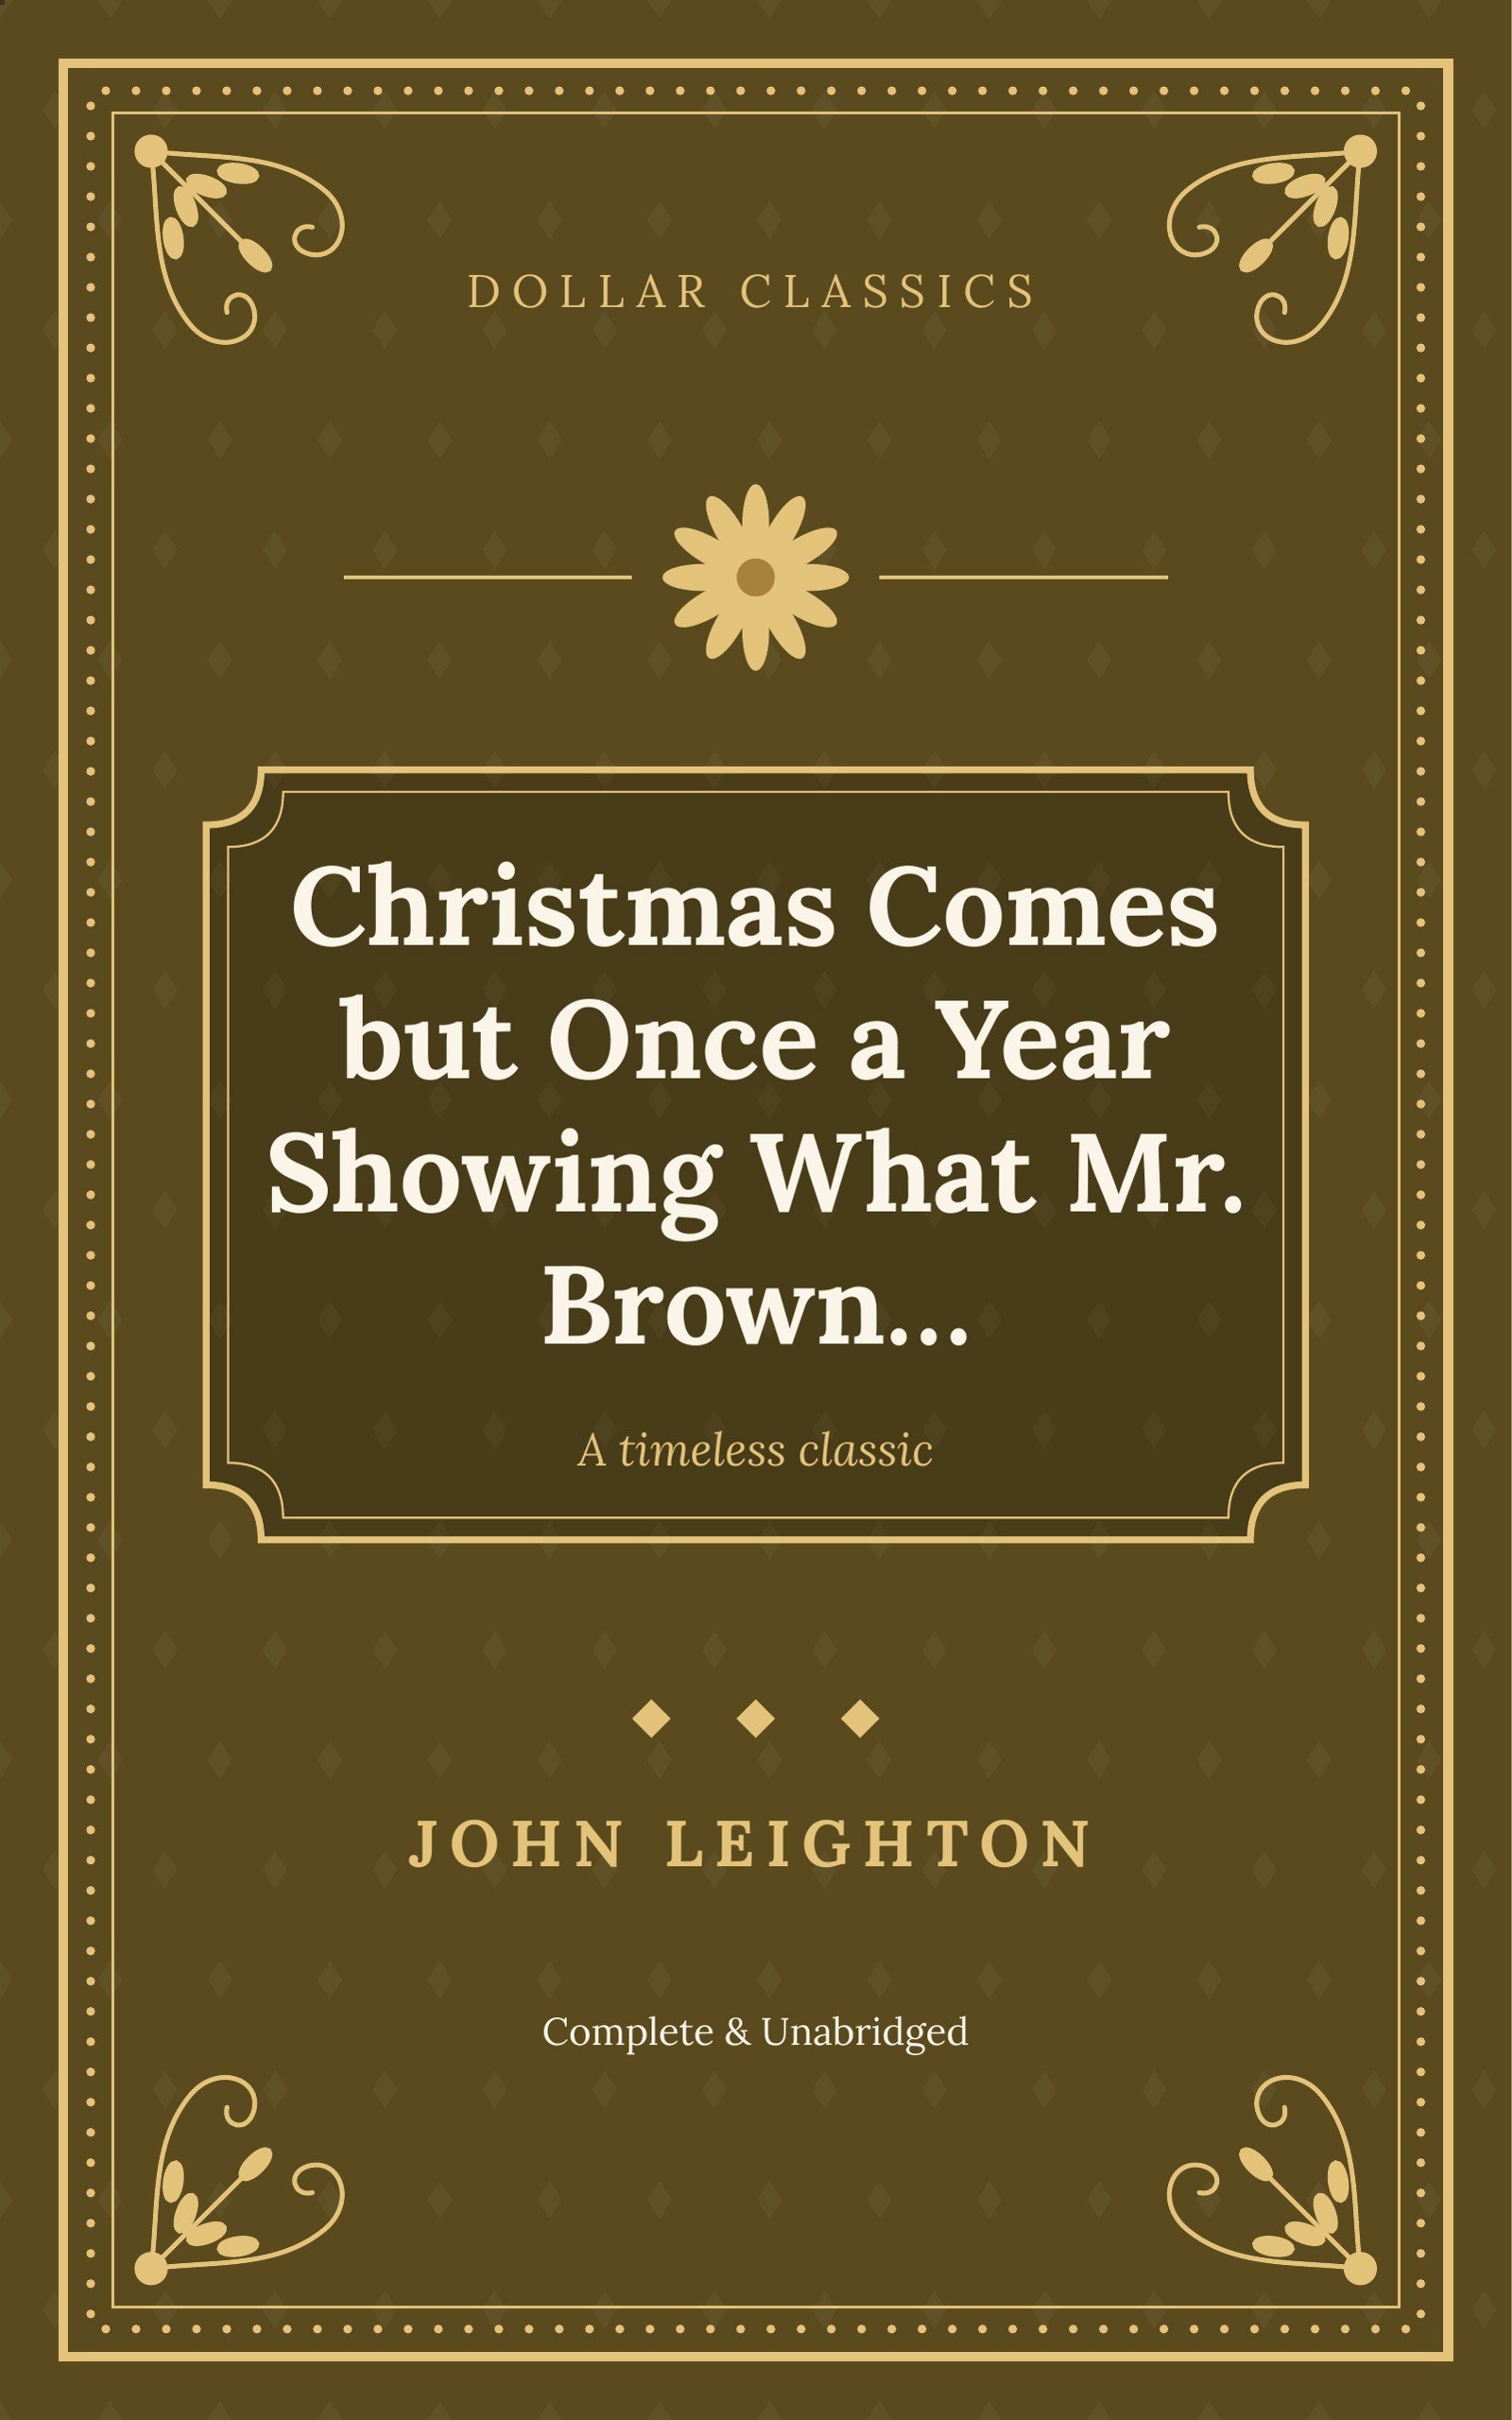 DOLLAR CLASSICS
Christmas Comes
but Once a Year
Showing What Mr.
Brown...
A timeless classic
JOHN LEIGHTON
Complete & Unabridged